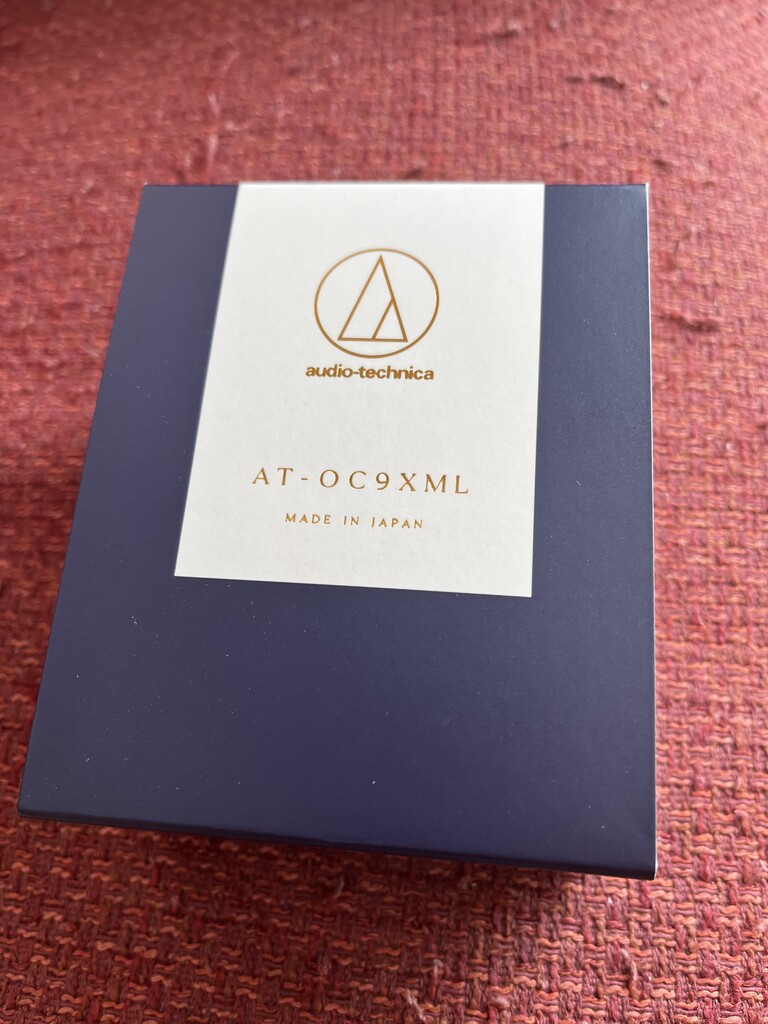 audio-technica
AT-OC9XML
MADE IN JAPAN